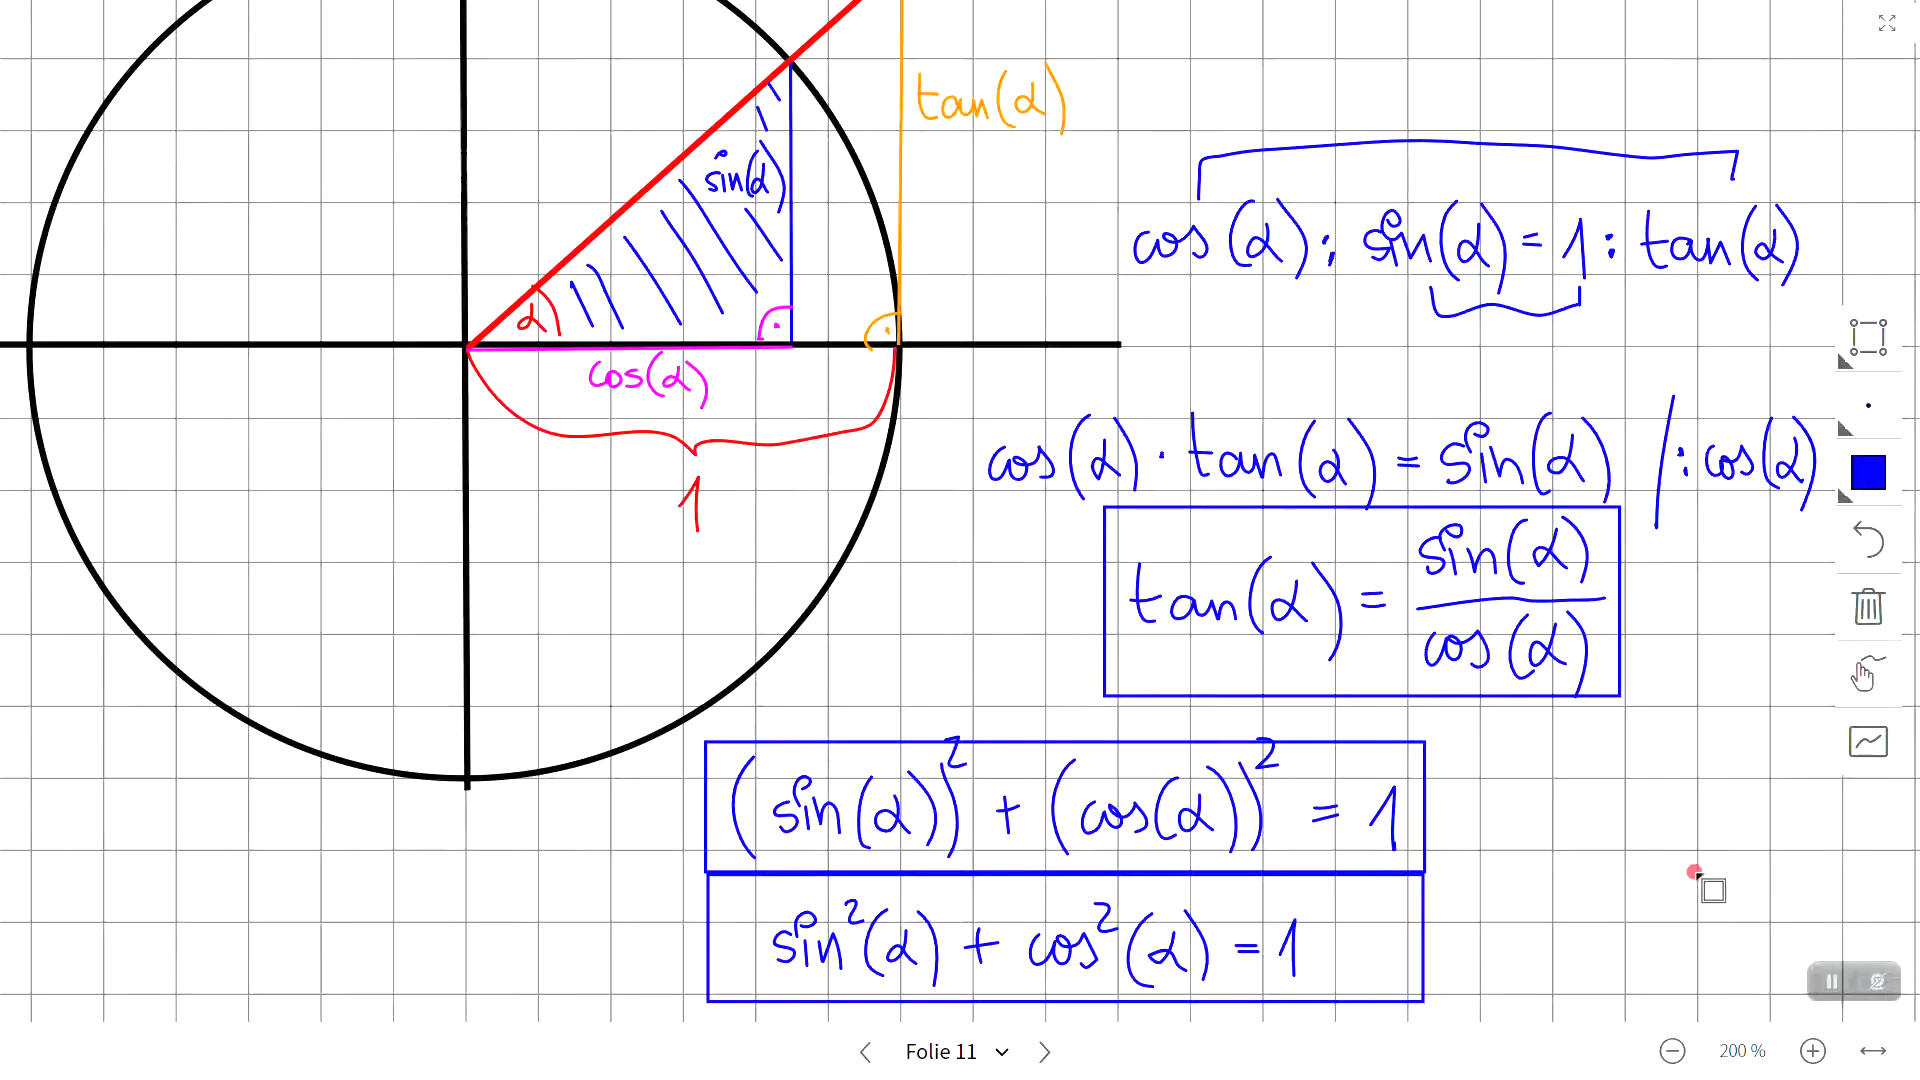 tan(α)
sin(α)
cos(α) : sin(α) = 1 : tan(α)
α
cos(α)
1
cos(α) · tan(α) = sin(α) / : cos(α)
tan(α) = sin(α)
cos(α)
(sin(α))² + (cos(α))² = 1
sin²(α) + cos²(α) = 1
Folie 11
200 %